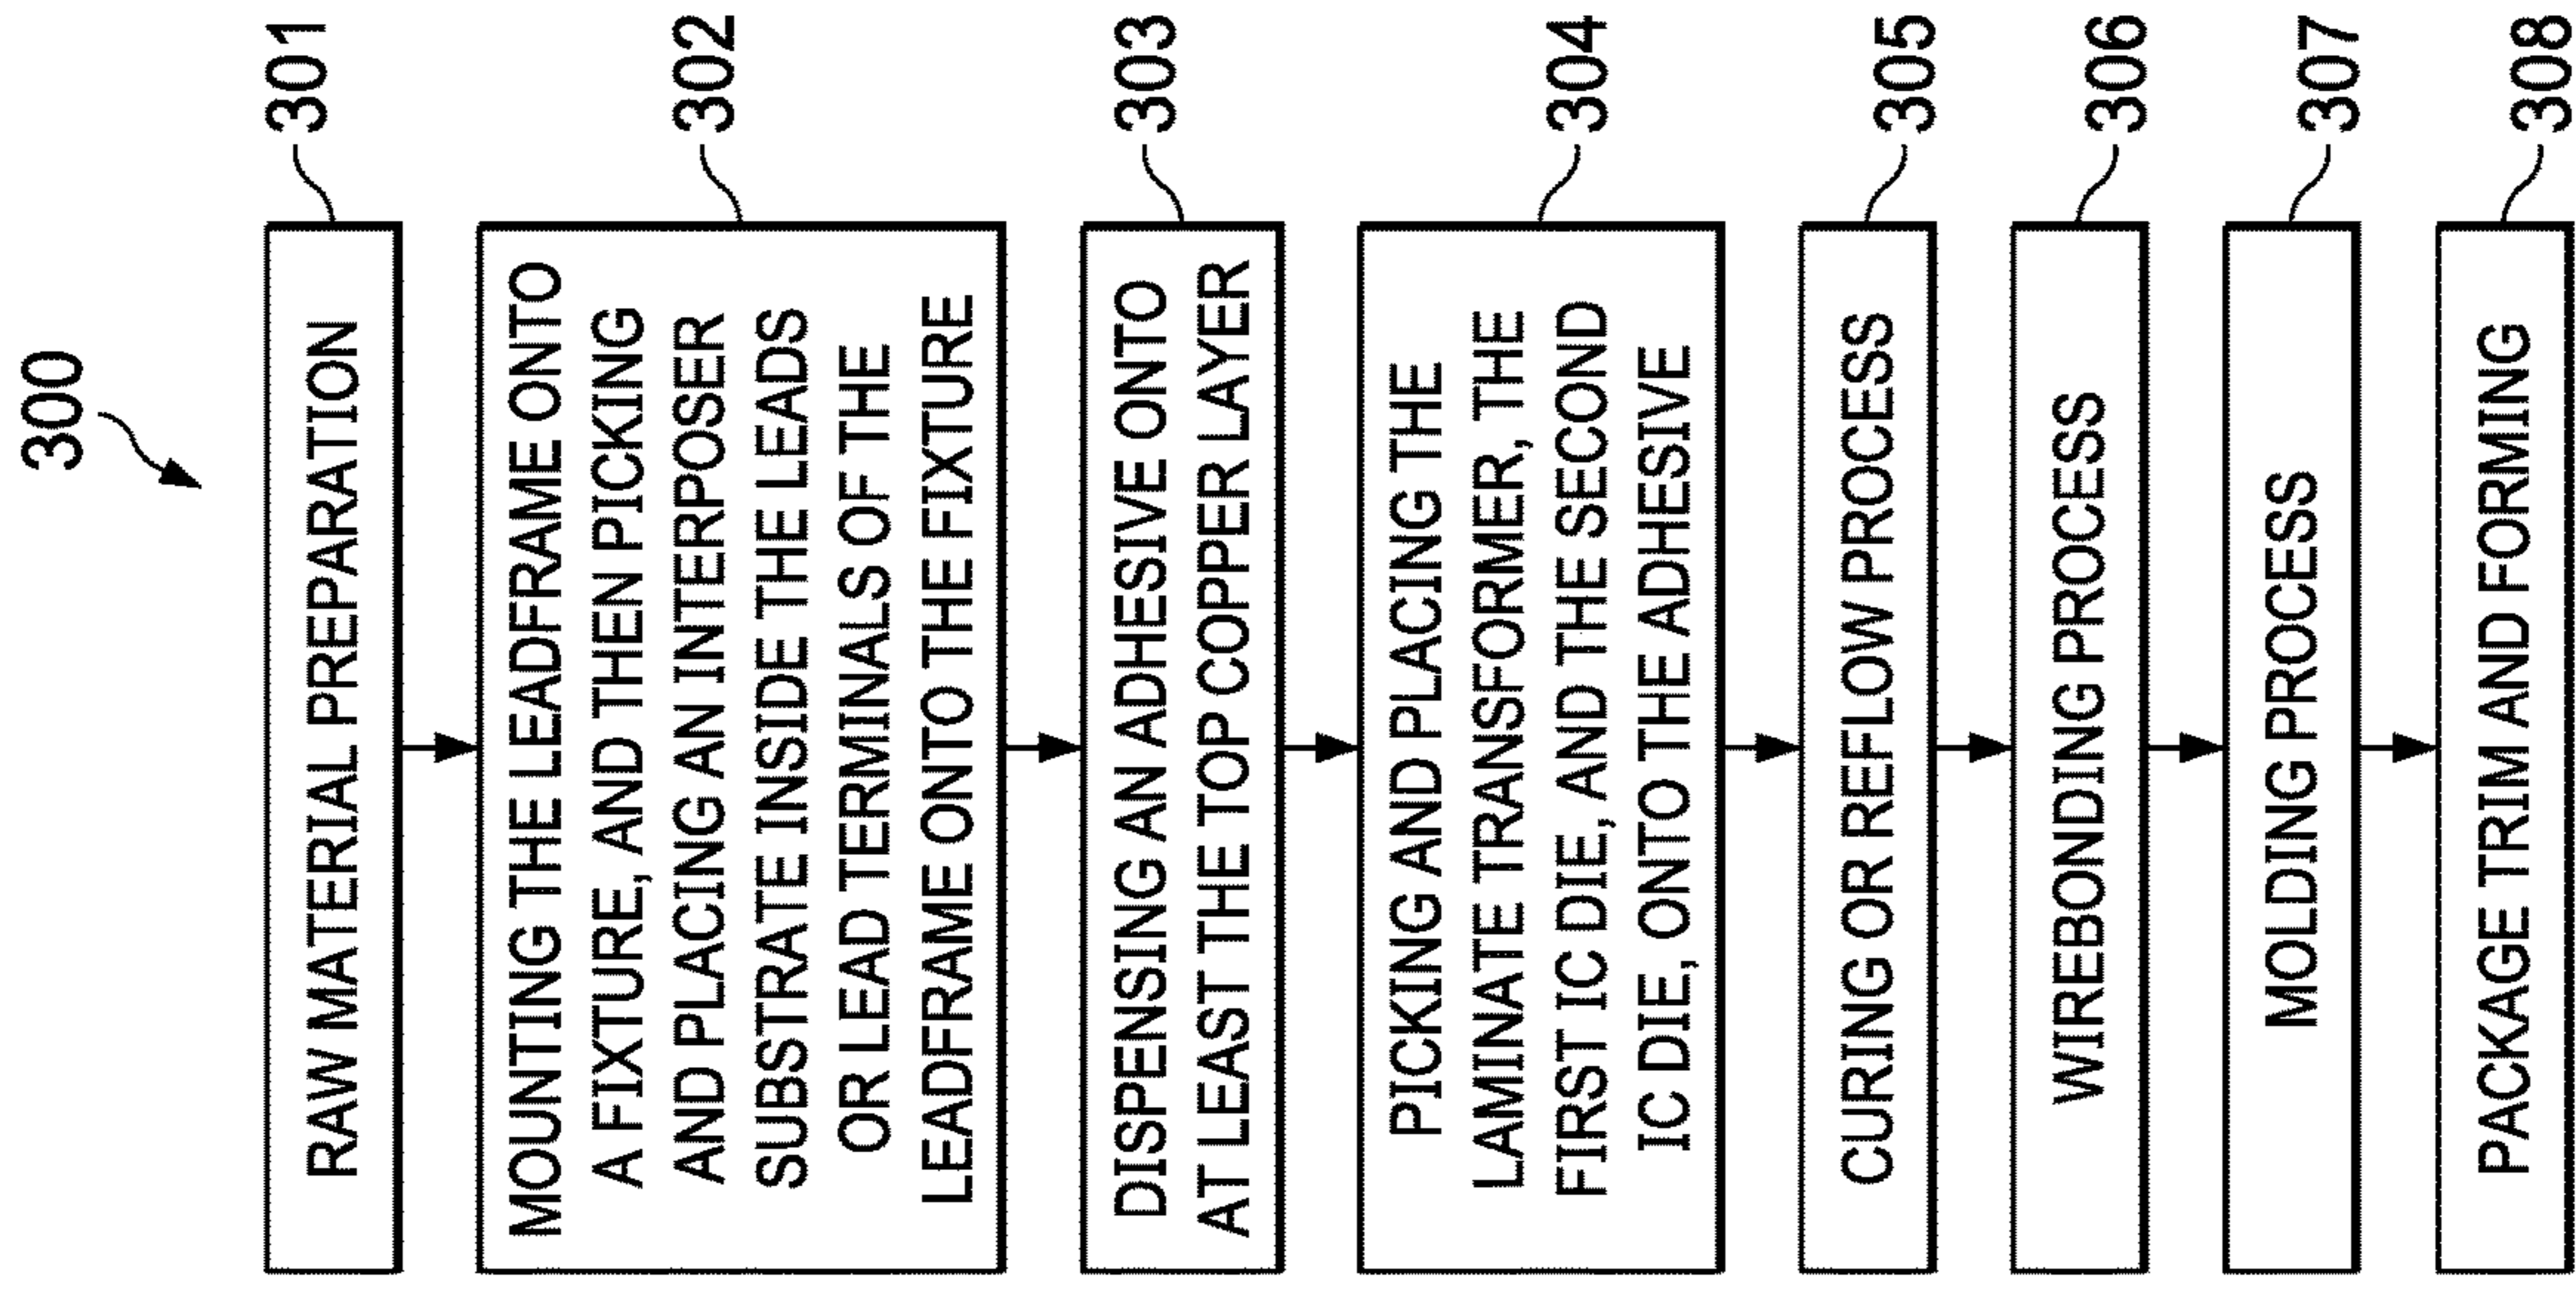 300
RAW MATERIAL PREPARATION
301
MOUNTING THE LEADFRAME ONTO
A FIXTURE, AND THEN PICKING
AND PLACING AN INTERPOSER
SUBSTRATE INSIDE THE LEADS
OR LEAD TERMINALS OF THE
LEADFRAME ONTO THE FIXTURE
302
DISPENSING AN ADHESIVE ONTO
AT LEAST THE TOP COPPER LAYER
303
PICKING AND PLACING THE
LAMINATE TRANSFORMER, THE
FIRST IC DIE, AND THE SECOND
IC DIE, ONTO THE ADHESIVE
304
CURING OR REFLOW PROCESS
305
WIREBONDING PROCESS
306
MOLDING PROCESS
307
PACKAGE TRIM AND FORMING
308